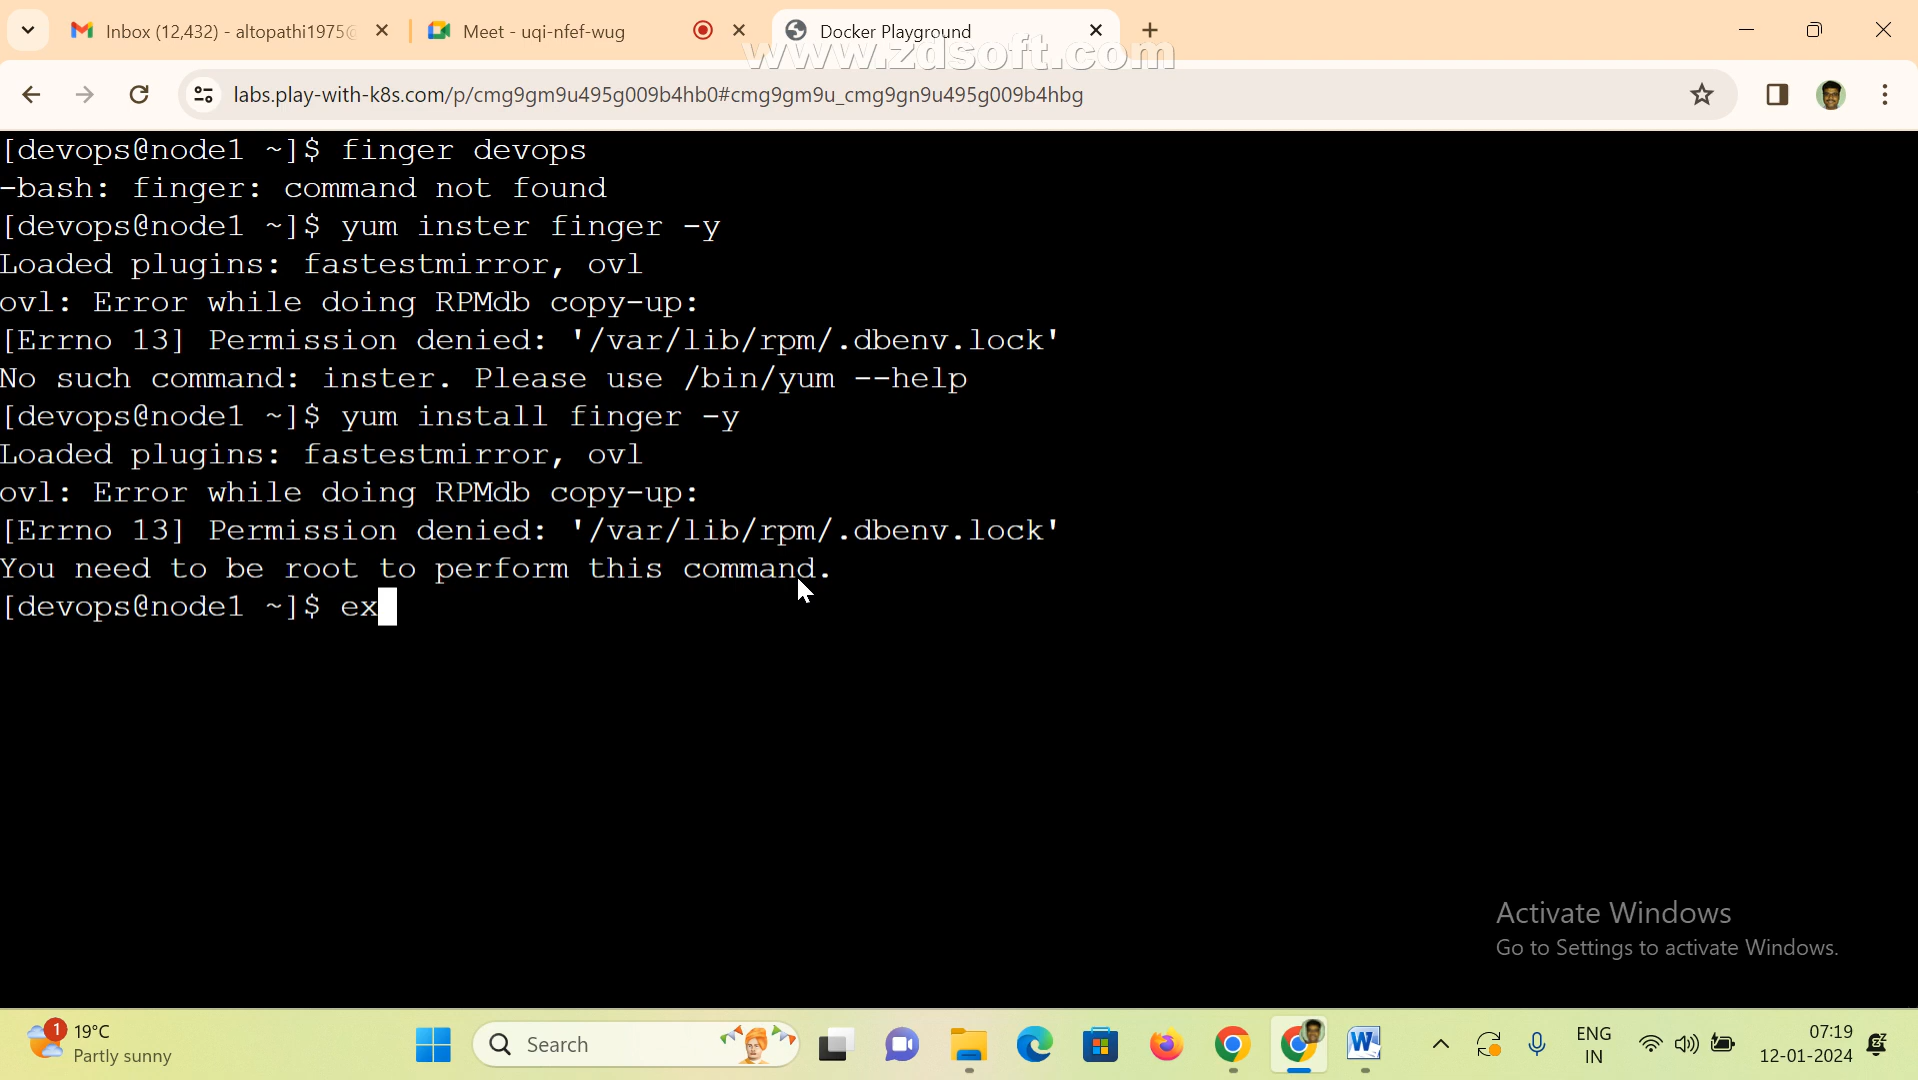 Inbox (12,432) - altopathi1975@
Meet - uqi-nfef-wug
Docker Playground
www.zdsoft.com
labs.play-with-k8s.com/p/cmg9gm9u495g009b4hb0#cmg9gm9u_cmg9gn9u495g009b4hbg
[devops@node1 ~]$ finger devops
-bash: finger: command not found
[devops@node1 ~]$ yum inster finger -y
Loaded plugins: fastestmirror, ovl
ovl: Error while doing RPMdb copy-up:
[Errno 13] Permission denied: '/var/lib/rpm/.dbenv.lock'
No such command: inster. Please use /bin/yum --help
[devops@node1 ~]$ yum install finger -y
Loaded plugins: fastestmirror, ovl
ovl: Error while doing RPMdb copy-up:
[Errno 13] Permission denied: '/var/lib/rpm/.dbenv.lock'
You need to be root to perform this command.
[devops@node1 ~]$ ex
Activate Windows
Go to Settings to activate Windows.
1
19°C
Partly sunny
Search
W
ENG
IN
07:19
12-01-2024